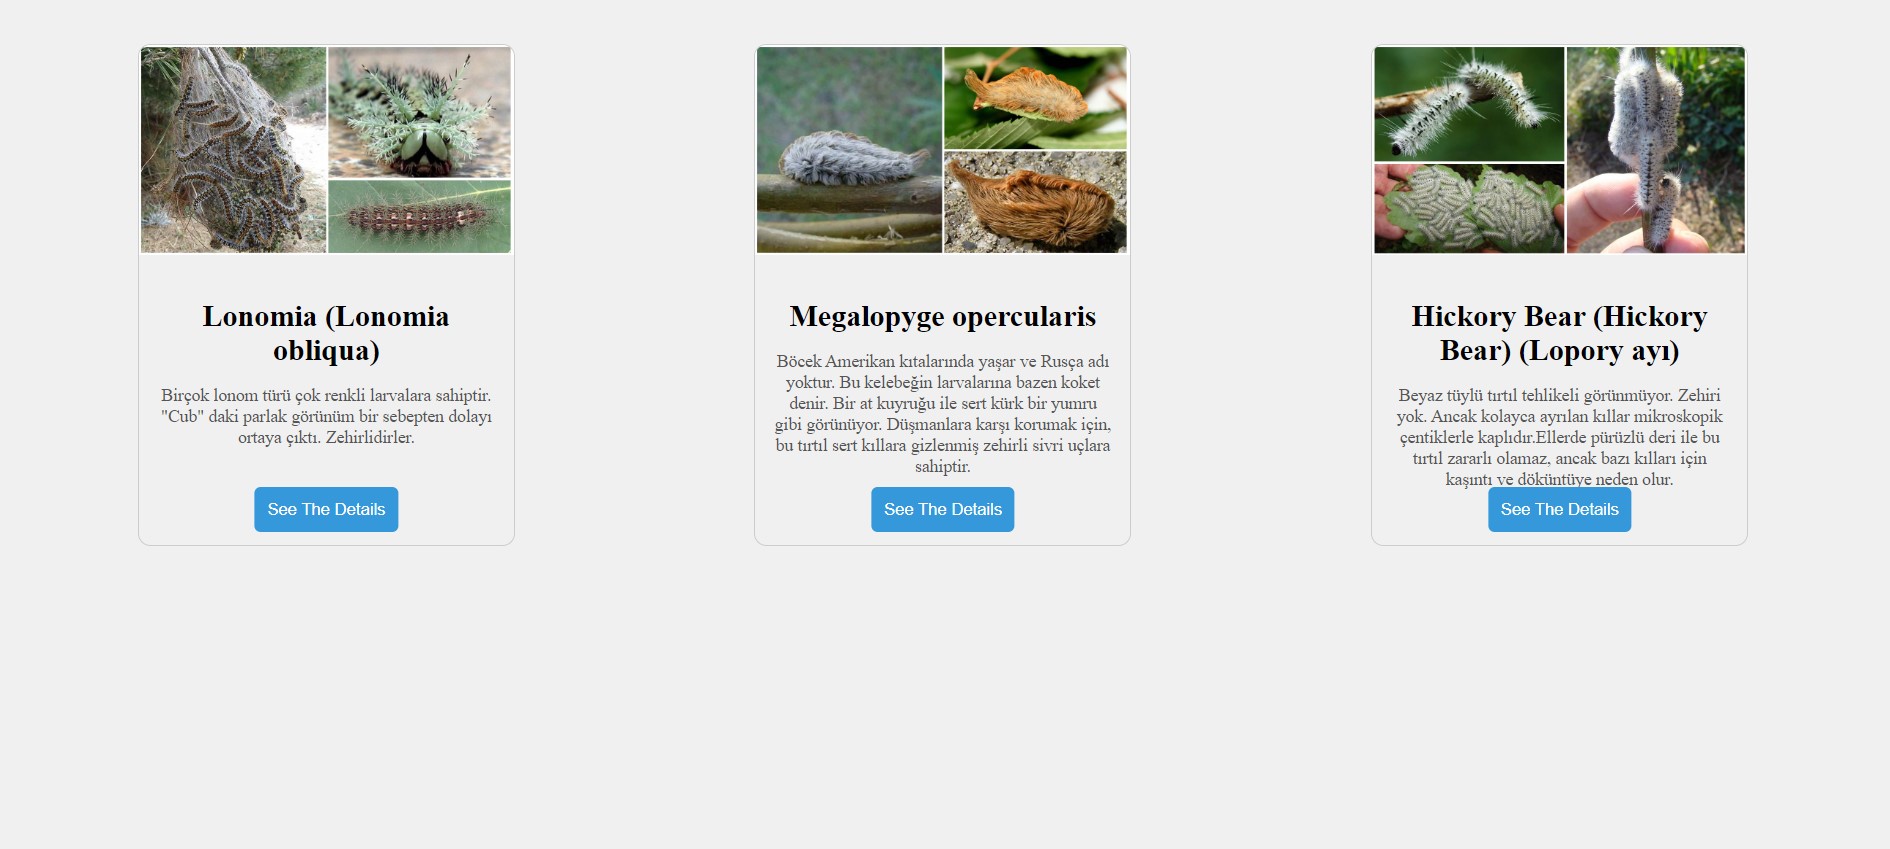 Lonomia (Lonomia
obliqua)
Birçok lonom türü çok renkli larvalara sahiptir.
"Cub" daki parlak görünüm bir sebepten dolayı
ortaya çıktı. Zehirlidirler.
See The Details
Megalopyge opercularis
Böcek Amerikan kıtalarında yaşar ve Rusça adı
yoktur. Bu kelebeğin larvalarına bazen koket
denir. Bir at kuyruğu ile sert kürk bir yumru
gibi görünüyor. Düşmanlara karşı korumak için,
bu tırtıl sert kıllara gizlenmiş zehirli sivri uçlara
sahiptir.
See The Details
Hickory Bear (Hickory
Bear) (Lopory ayı)
Beyaz tüylü tırtıl tehlikeli görünmüyor. Zehiri
yok. Ancak kolayca ayrılan kıllar mikroskopik
çentiklerle kaplıdır.Ellerde pürüzlü deri ile bu
tırtıl zararlı olamaz, ancak bazı kılları için
kaşıntı ve döküntüye neden olur.
See The Details